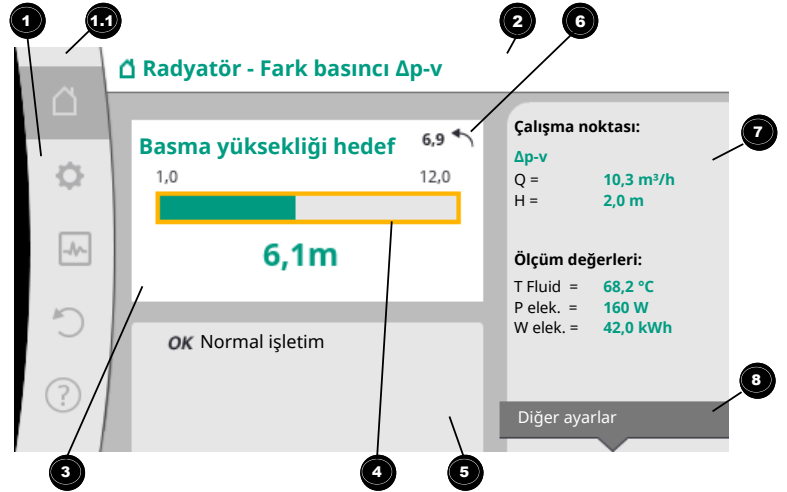 1
1.1
2
6
Radyatör - Fark basıncı Δp-v
Basma yüksekliği hedef
6,9
1,0
12,0
6,1m
OK Normal işletim
Çalışma noktası:
Δp-v
Q = 10,3 m³/h
H = 2,0 m
Ölçüm değerleri:
T Fluid = 68,2 °C
P elek. = 160 W
W elek. = 42,0 kWh
Diğer ayarlar
?
7
8
3
4
5